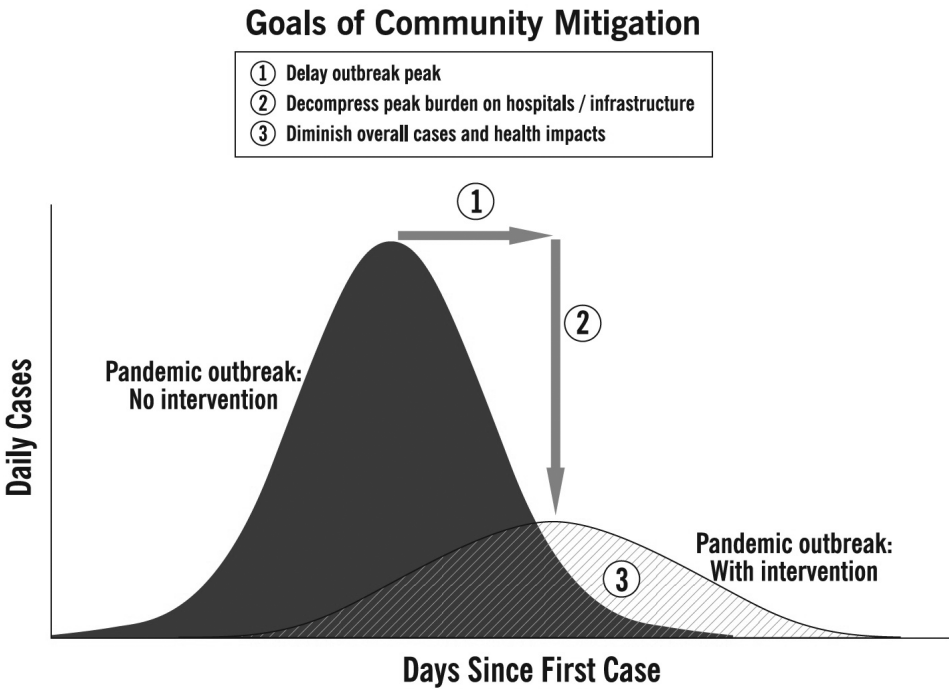 Goals of Community Mitigation
1 Delay outbreak peak
2 Decompress peak burden on hospitals / infrastructure
3 Diminish overall cases and health impacts
1
2
Pandemic outbreak:
No intervention
Daily Cases
Pandemic outbreak:
With intervention
3
Days Since First Case